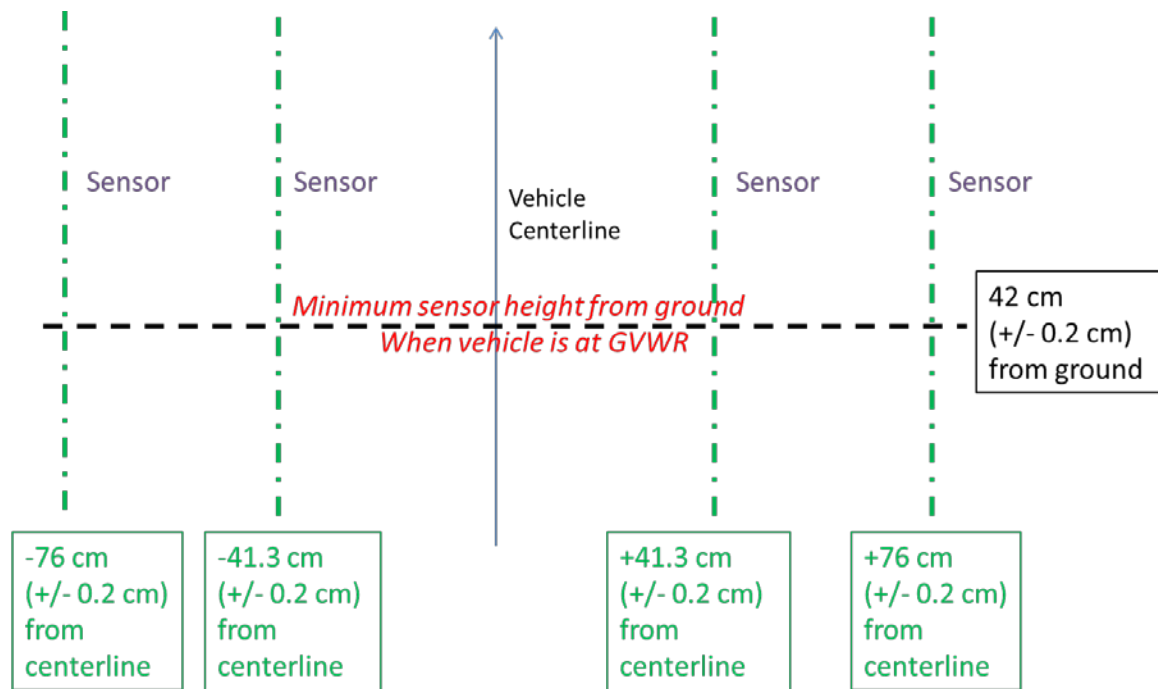 Sensor
Sensor
Sensor
Sensor
Vehicle
Centerline
Minimum sensor height from ground
When vehicle is at GVWR
42 cm
(+/- 0.2 cm)
from ground
-76 cm
(+/- 0.2 cm)
from
centerline
-41.3 cm
(+/- 0.2 cm)
from
centerline
+41.3 cm
(+/- 0.2 cm)
from
centerline
+76 cm
(+/- 0.2 cm)
from
centerline